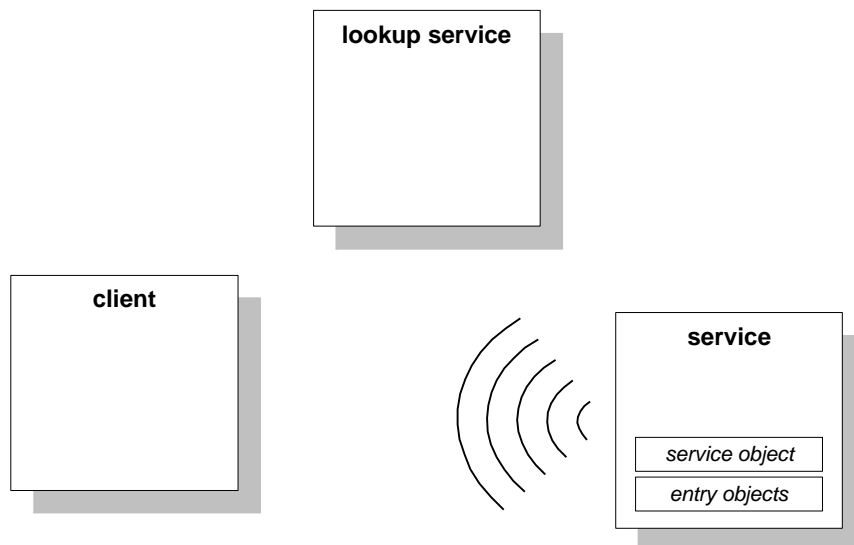 lookup service
client
service
service object
entry objects